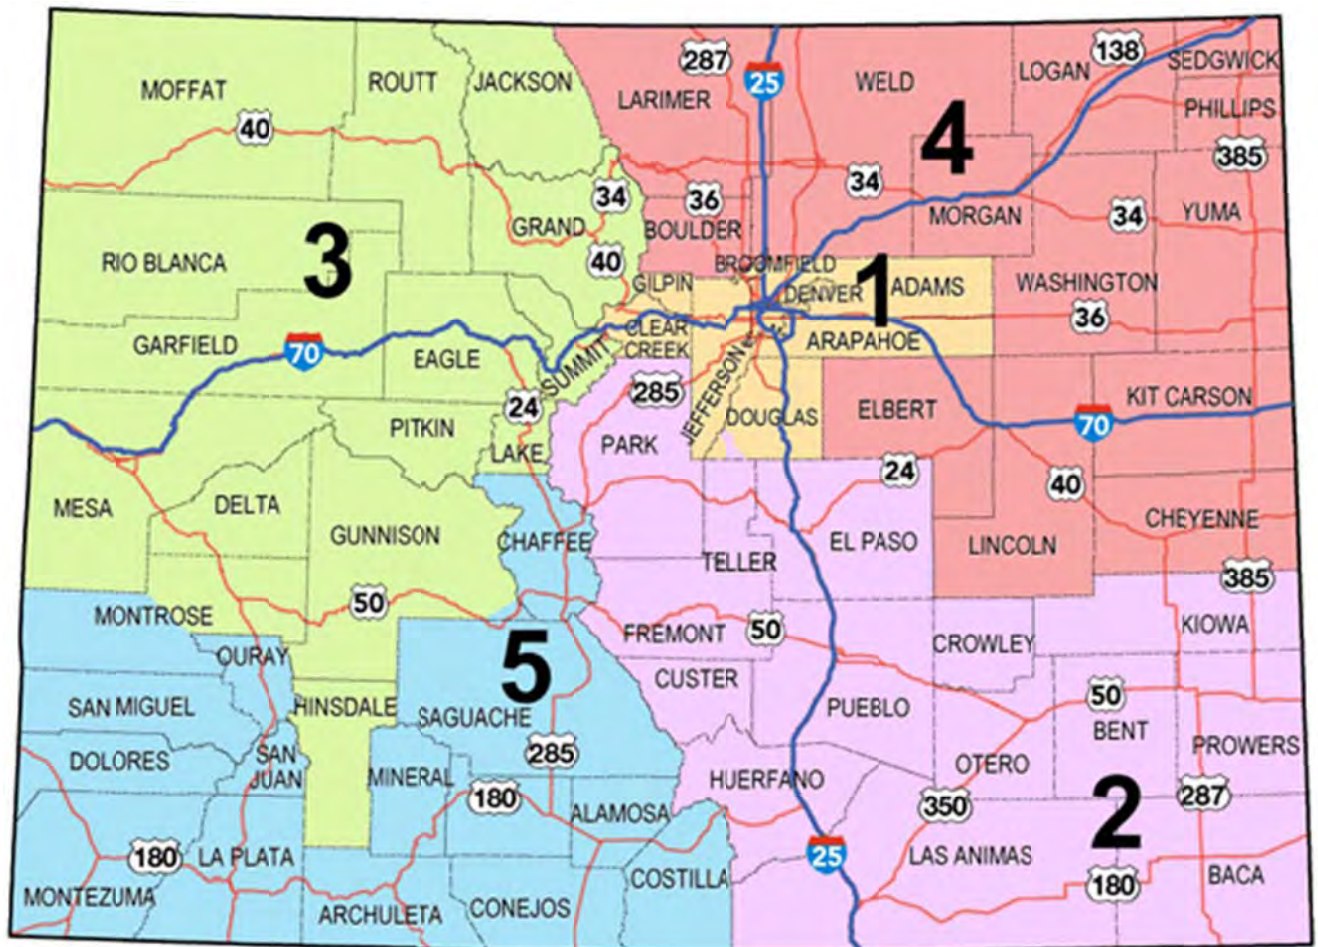 MOFFAT
ROUTT
JACKSON
LARIMER
287
25
WELD
LOGAN
138
SEDGWICK
PHILLIPS
385
40
4
34
36
34
34
MORGAN
YUMA
GRAND
BOULDER
3
RIO BLANCA
40
GILPIN
BROOMFIELD
DENVER
1
ADAMS
WASHINGTON
36
GARFIELD
70
EAGLE
CLEAR
CREEK
ARAPAHOE
SUMMIT
24
285
JEFFERSON
DOUGLAS
ELBERT
KIT CARSON
70
PITKIN
LAKE
PARK
24
40
MESA
DELTA
GUNNISON
CHAFFEE
TELLER
EL PASO
LINCOLN
CHEYENNE
385
MONTROSE
50
FREMONT
50
CROWLEY
KIOWA
OURAY
5
CUSTER
SAN MIGUEL
HINSDALE
SAGUACHE
PUEBLO
50
BENT
PROWERS
DOLORES
SAN
JUAN
285
MINERAL
180
ALAMOSA
HUERFANO
OTERO
350
2
287
180
LA PLATA
25
LAS ANIMAS
180
BACA
MONTEZUMA
ARCHULETA
CONEJOS
COSTILLA